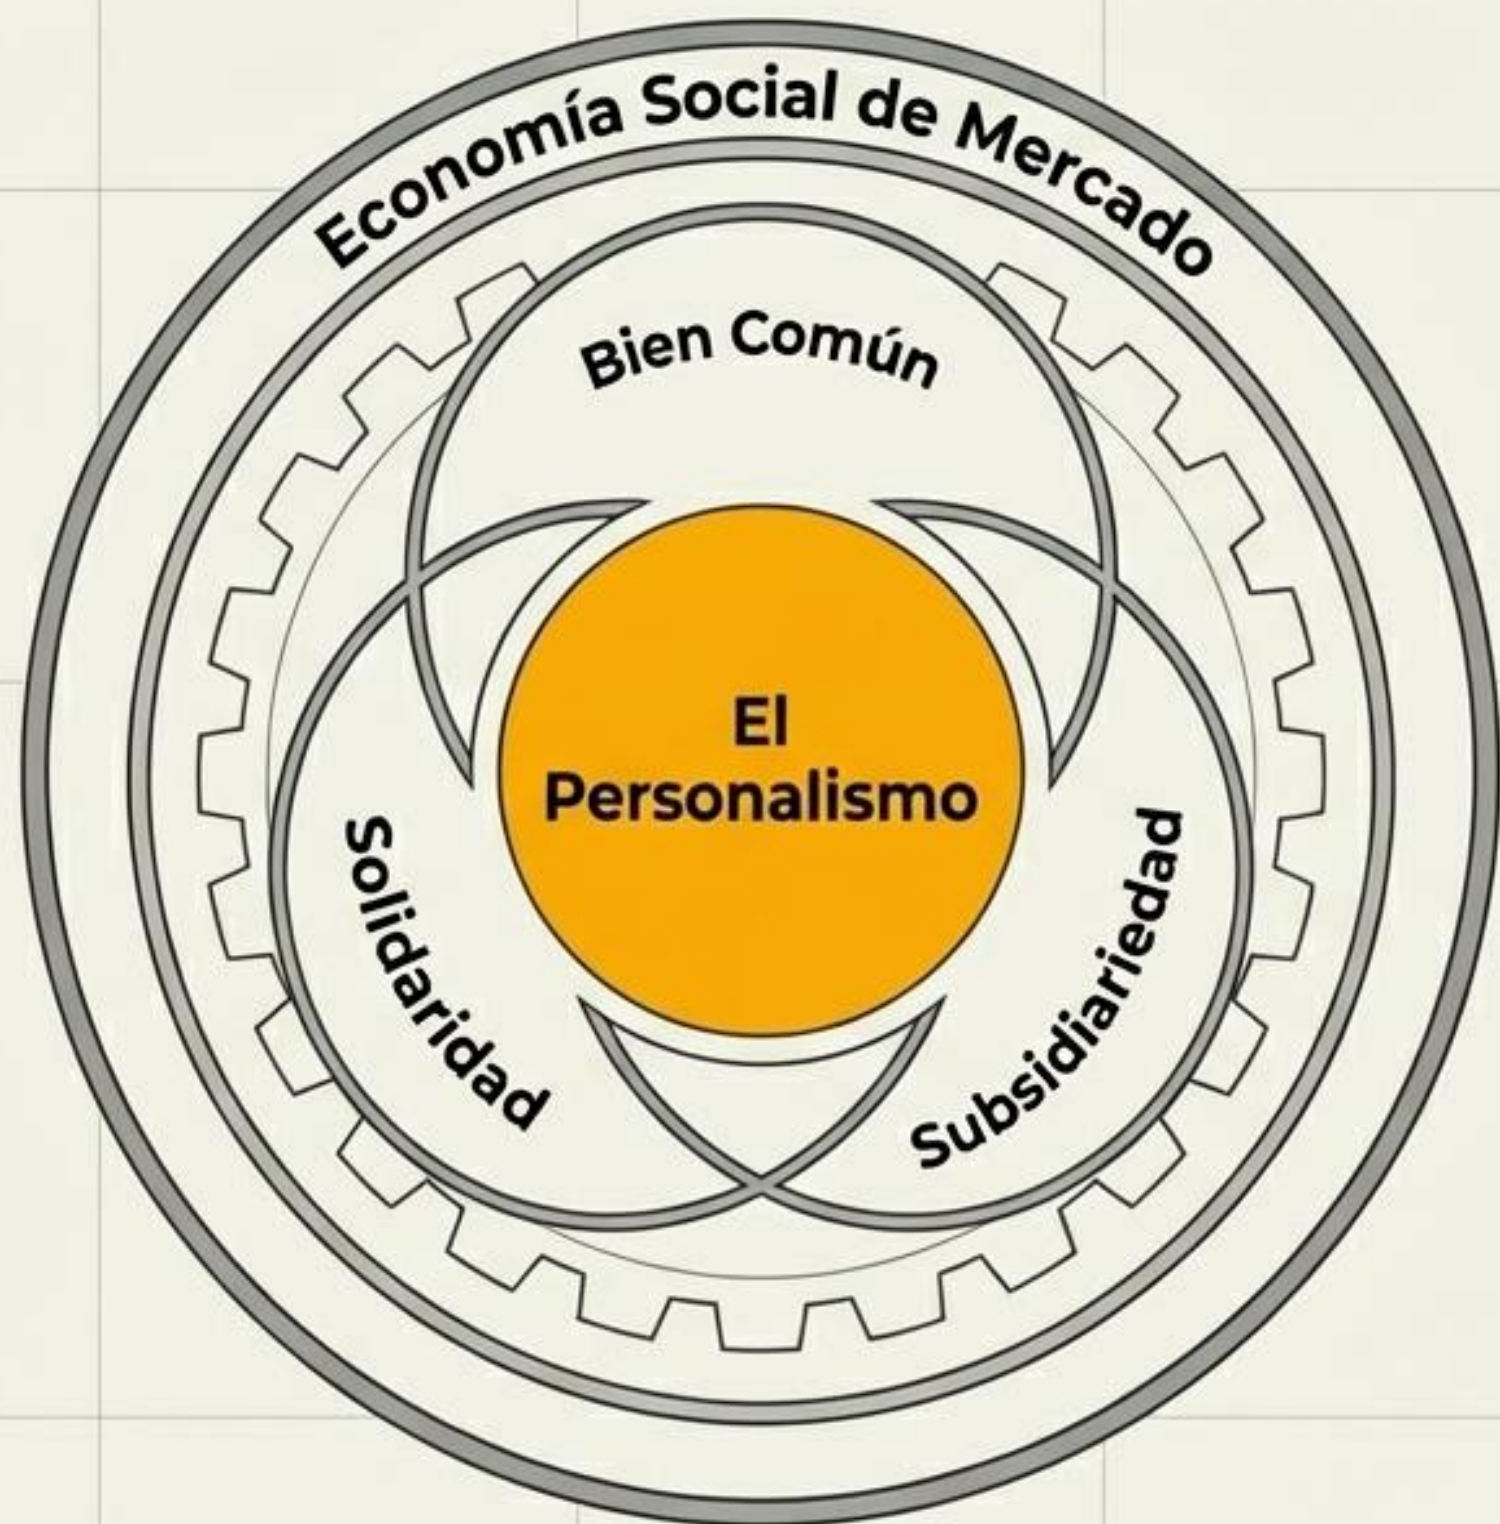 Economía Social de Mercado
Bien Común
El
Personalismo
Solidaridad
Subsidiariedad